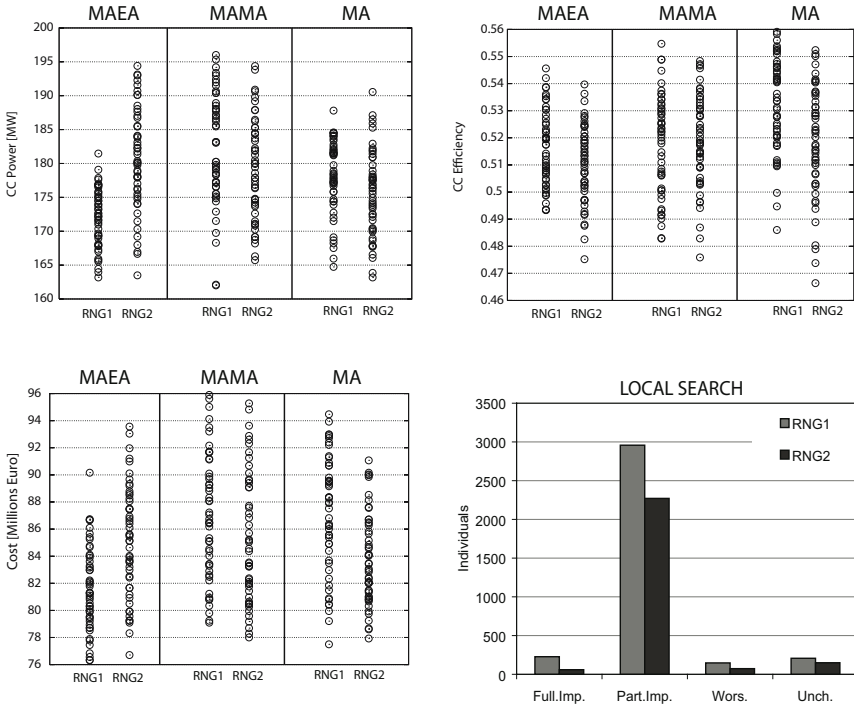 MAEA MAMA MA
CC Power [MW]
200
195
190
185
180
175
170
165
160
RNG1 RNG2 RNG1 RNG2 RNG1 RNG2
MAEA MAMA MA
CC Efficiency
0.56
0.55
0.54
0.53
0.52
0.51
0.5
0.49
0.48
0.47
0.46
RNG1 RNG2 RNG1 RNG2 RNG1 RNG2
MAEA MAMA MA
Cost [Millions Euro]
96
94
92
90
88
86
84
82
80
78
76
RNG1 RNG2 RNG1 RNG2 RNG1 RNG2
LOCAL SEARCH
Individuals
3500
3000
2500
2000
1500
1000
500
0
RNG1
RNG2
Full.Imp. Part.Imp. Wors. Unch.